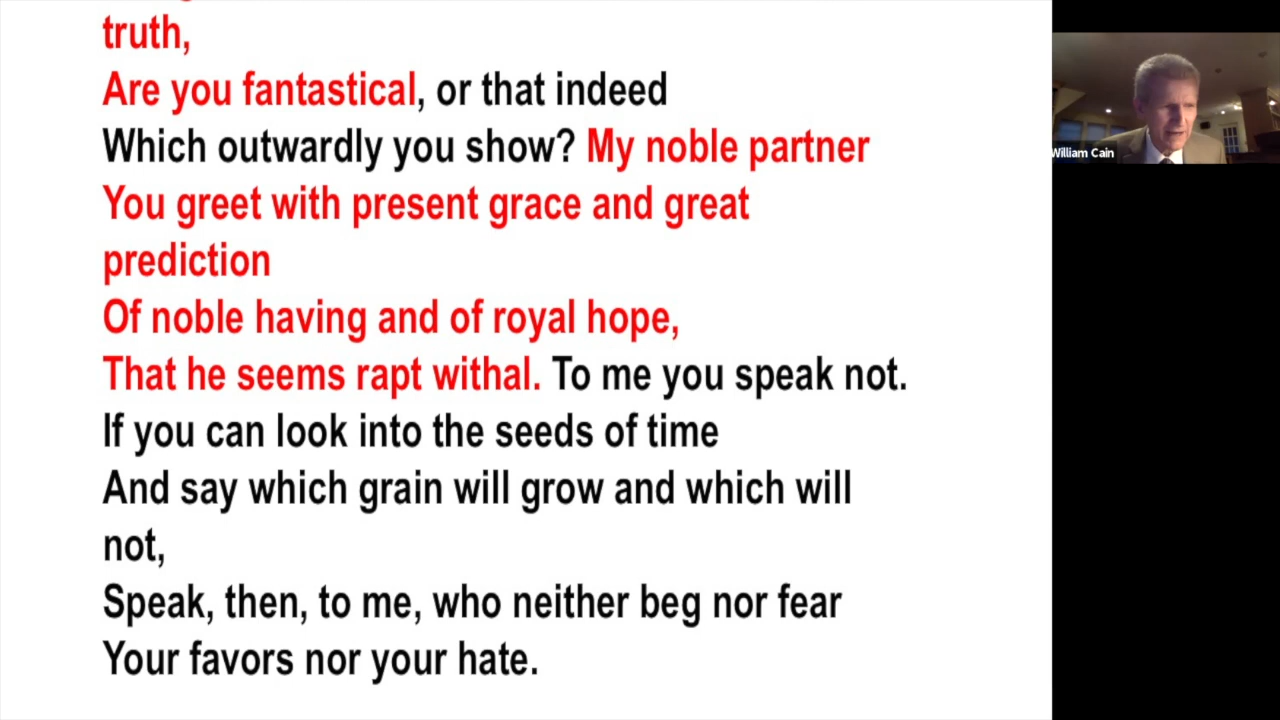 truth,
Are you fantastical, or that indeed
Which outwardly you show? My noble partner
You greet with present grace and great
prediction
Of noble having and of royal hope,
That he seems rapt withal. To me you speak not.
If you can look into the seeds of time
And say which grain will grow and which will
not,
Speak, then, to me, who neither beg nor fear
Your favors nor your hate.
William Cain